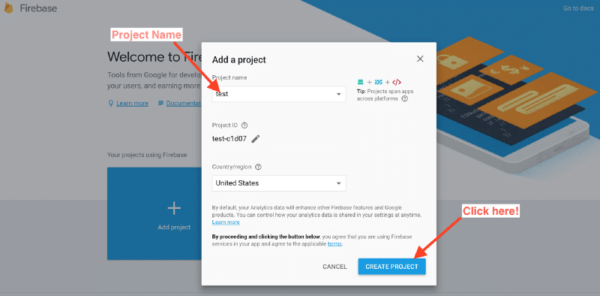 Firebase
Go to docs
Project Name
Welcome to Fire
Tools from Google for develo
your users, and earning more
Learn more
Documentat
Your projects using Firebase
Add project
Add a project
Project name
test
+ iOS + </>
Tip: Projects span apps
across platforms
Project ID
test-c1d07
Country/region
United States
By default, your Analytics data will enhance other Firebase features and Google
products. You can control how your analytics data is shared in your settings at anytime.
Learn more
By proceeding and clicking the button below, you agree that you are using Firebase
services in your app and agree to the applicable terms.
Click here!
CANCEL
CREATE PROJECT